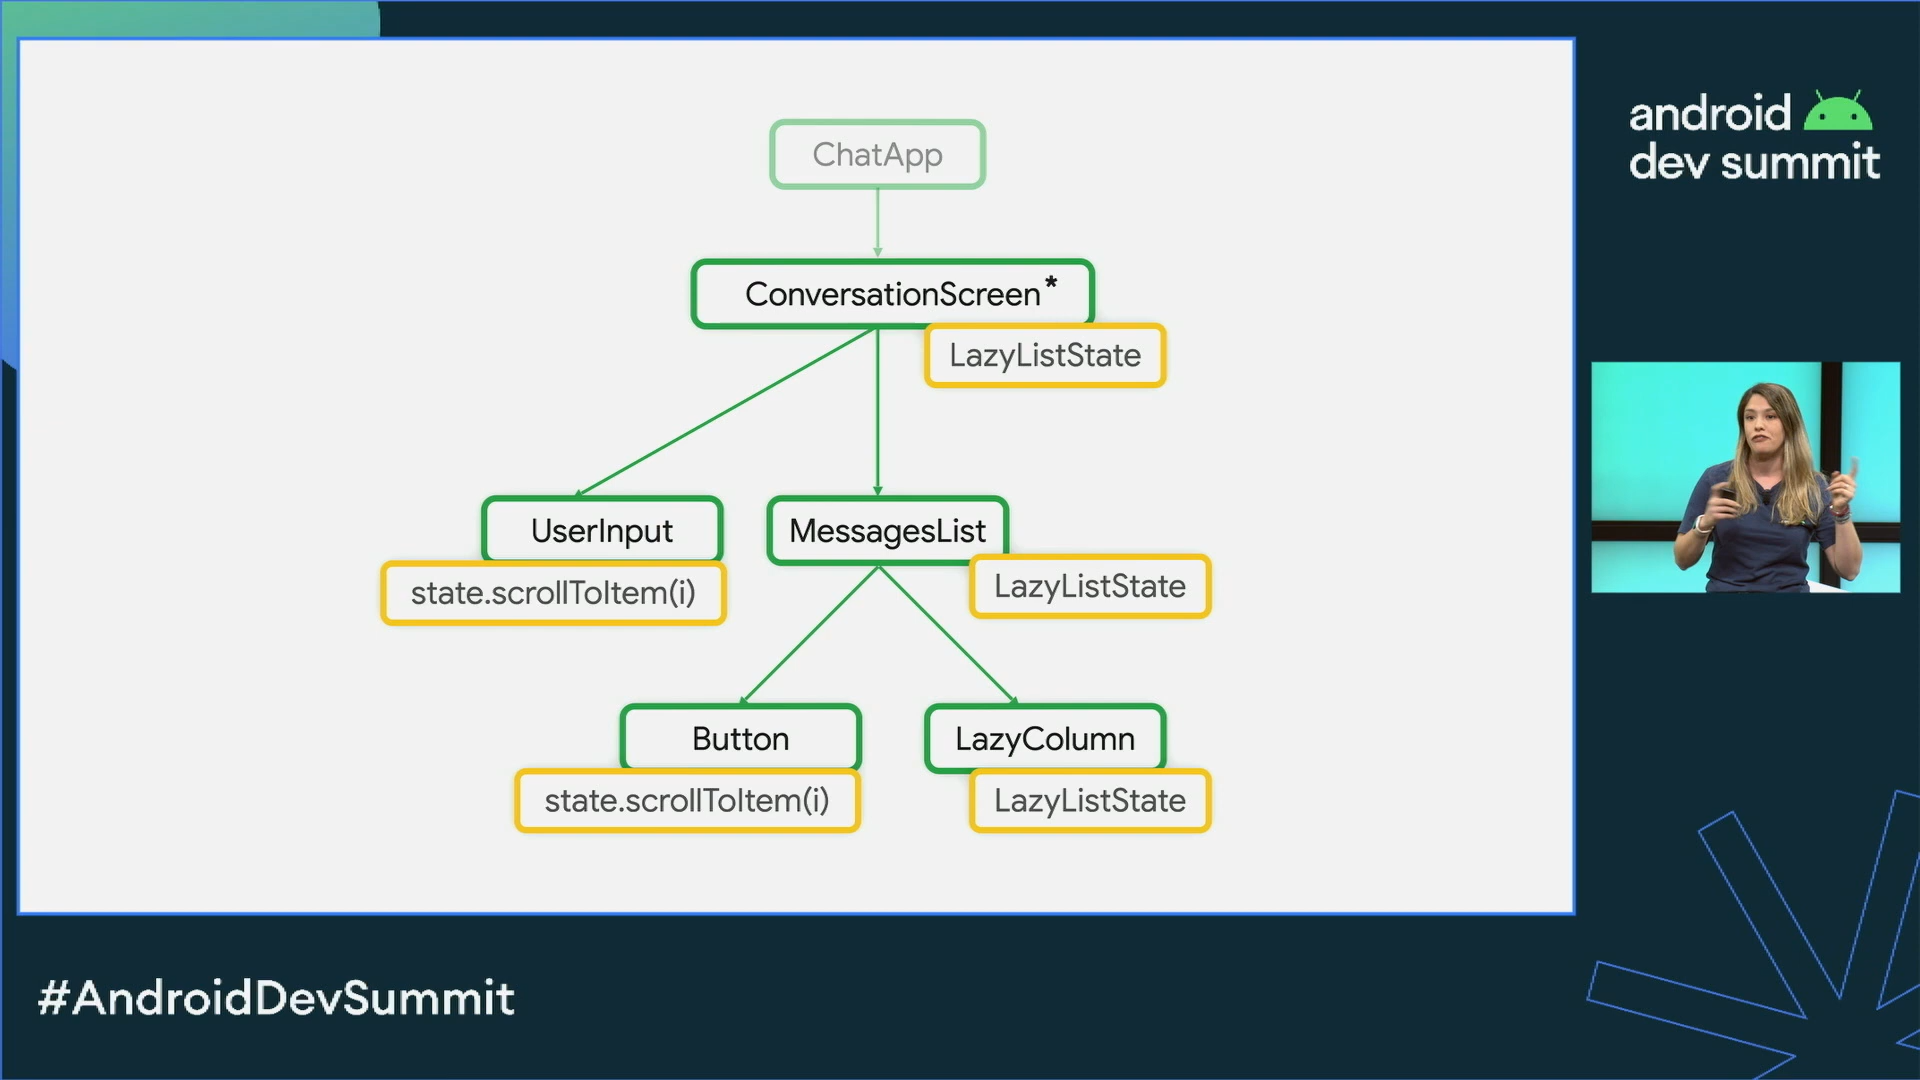 ChatApp
ConversationScreen*
LazyListState
UserInput
MessagesList
state.scrollToItem(i)
LazyListState
Button
LazyColumn
state.scrollToItem(i)
LazyListState
android
dev summit
#AndroidDevSummit